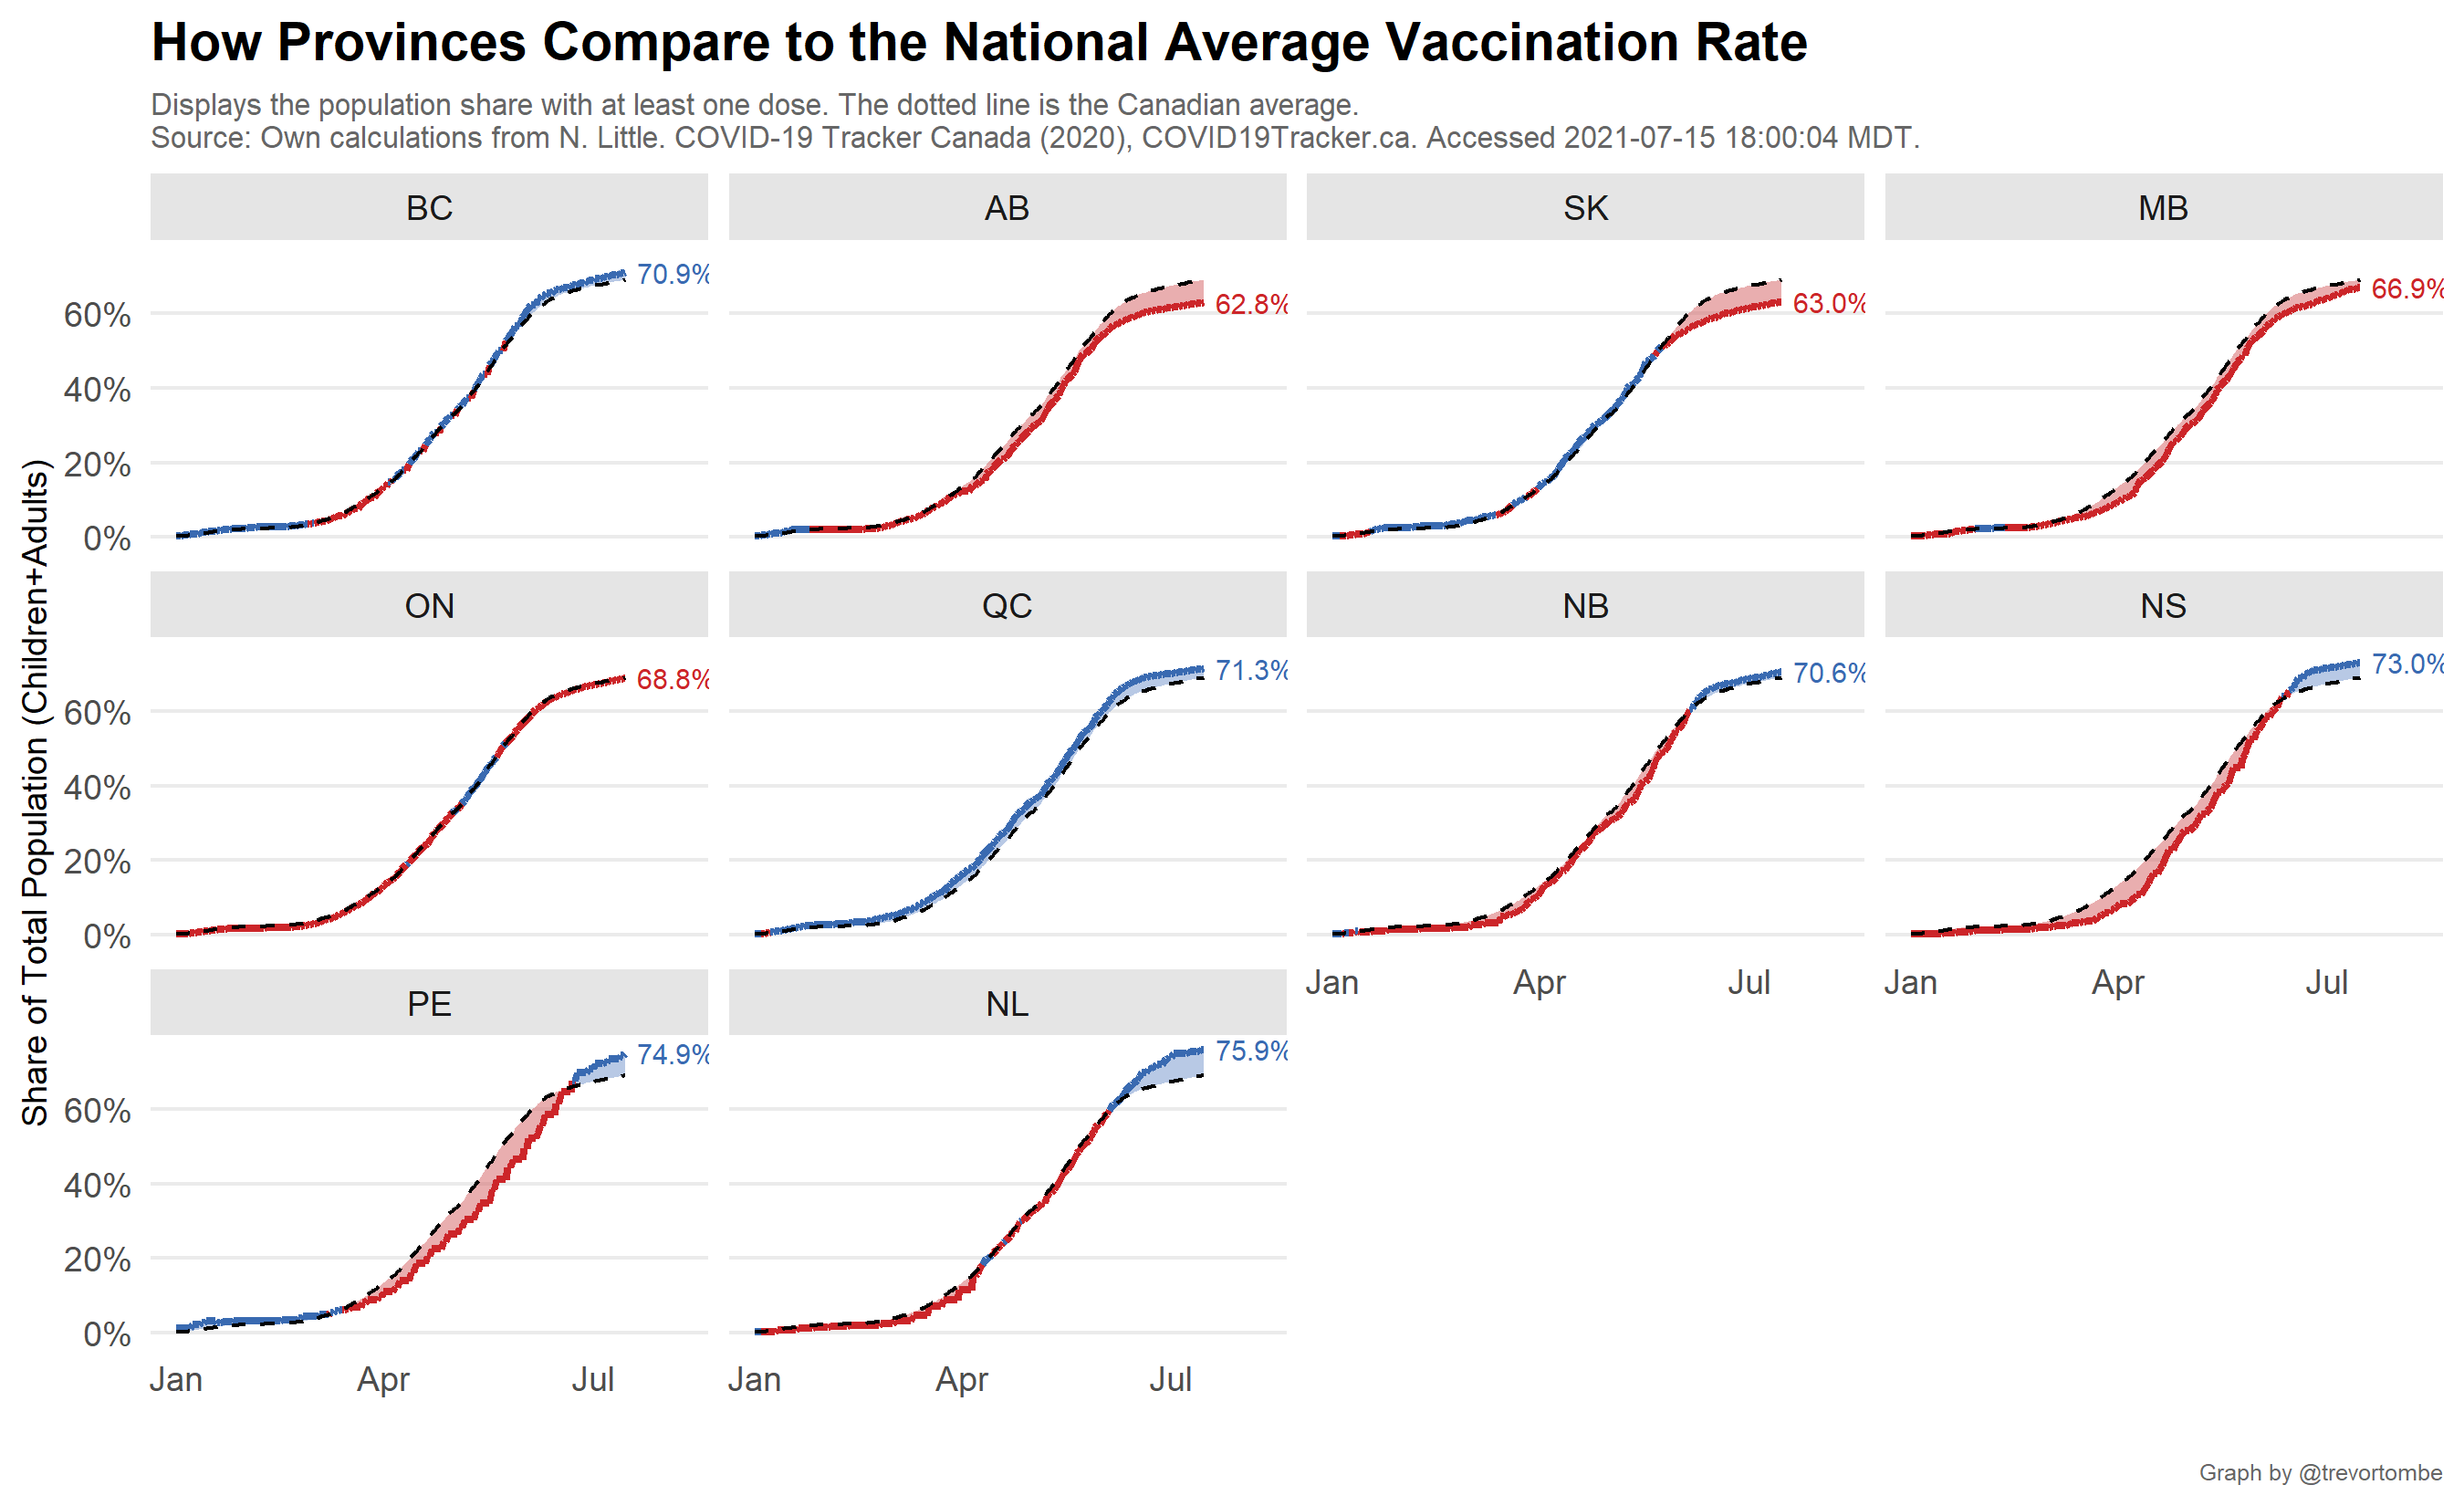 How Provinces Compare to the National Average Vaccination Rate
Displays the population share with at least one dose. The dotted line is the Canadian average.
Source: Own calculations from N. Little. COVID-19 Tracker Canada (2020), COVID19Tracker.ca. Accessed 2021-07-15 18:00:04 MDT.
Share of Total Population (Children+Adults)
BC
AB
SK
MB
70.9%
62.8%
63.0%
66.9%
60%
40%
20%
0%
ON
QC
NB
NS
68.8%
71.3%
70.6%
73.0%
60%
40%
20%
0%
Jan Apr Jul
Jan Apr Jul
PE
NL
74.9%
75.9%
60%
40%
20%
0%
Jan Apr Jul
Jan Apr Jul
Graph by @trevortombe